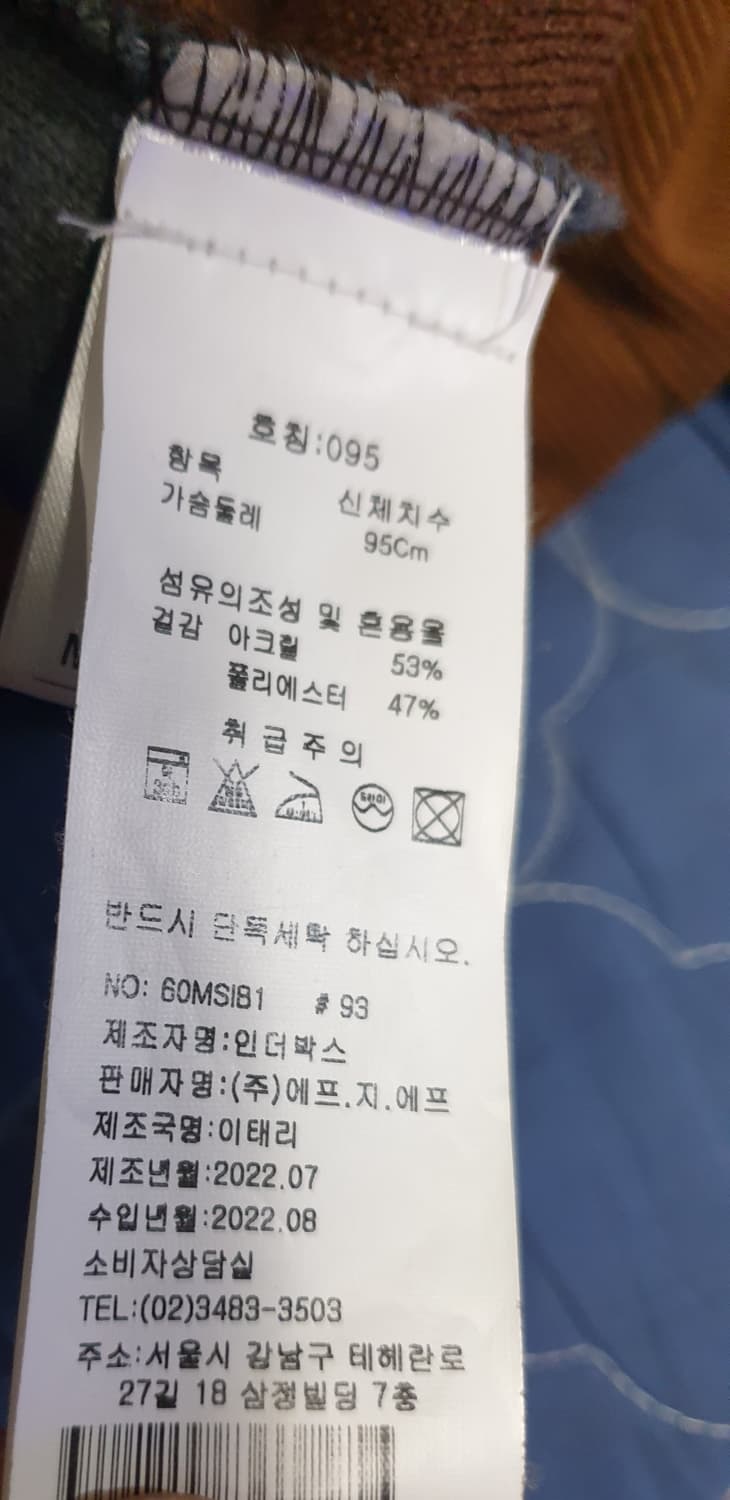 호칭:095
항목 신체치수
가슴둘레 95Cm
섬유의조성 및 혼용율
겉감 아크릴 53%
폴리에스터 47%
취급주의
드라이
반드시 단독세탁 하십시오.
NO: 60MSIB1 # 93
제조자명:인더박스
판매자명:(주)에프.지.에프
제조국명:이태리
제조년월:2022.07
수입년월:2022.08
소비자상담실
TEL:(02)3483-3503
주소:서울시 강남구 테헤란로
27길 18 삼정빌딩 7층